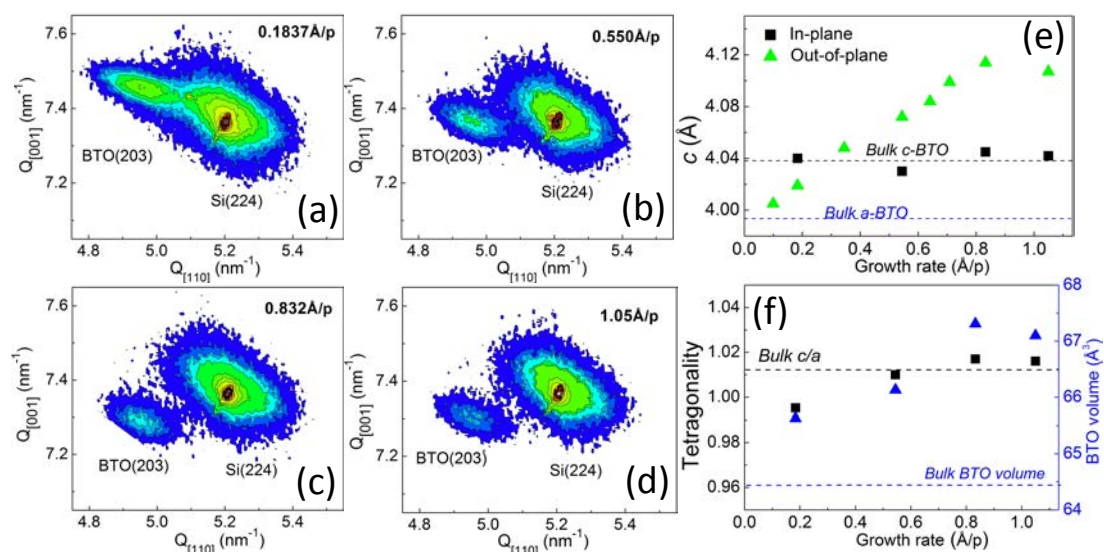 (a)
0.1837Å/p
7.6
7.4
7.2
Q[001] (nm⁻¹)
BTO(203)
Si(224)
4.8 5.0 5.2 5.4
Q[110] (nm⁻¹)
(b)
0.550Å/p
7.6
7.4
7.2
Q[001] (nm⁻¹)
BTO(203)
Si(224)
4.8 5.0 5.2 5.4
Q[110] (nm⁻¹)
(e)
In-plane
Out-of-plane
4.12
4.08
4.04
4.00
c (Å)
Bulk c-BTO
Bulk a-BTO
0.0 0.2 0.4 0.6 0.8 1.0
Growth rate (Å/p)
(c)
0.832Å/p
7.6
7.4
7.2
Q[001] (nm⁻¹)
BTO(203)
Si(224)
4.8 5.0 5.2 5.4
Q[110] (nm⁻¹)
(d)
1.05Å/p
7.6
7.4
7.2
Q[001] (nm⁻¹)
BTO(203)
Si(224)
4.8 5.0 5.2 5.4
Q[110] (nm⁻¹)
(f)
1.04
1.02
1.00
0.98
0.96
Tetragonality
Bulk c/a
Bulk BTO volume
68
67
66
65
64
BTO volume (Å³)
0.0 0.2 0.4 0.6 0.8 1.0
Growth rate (Å/p)